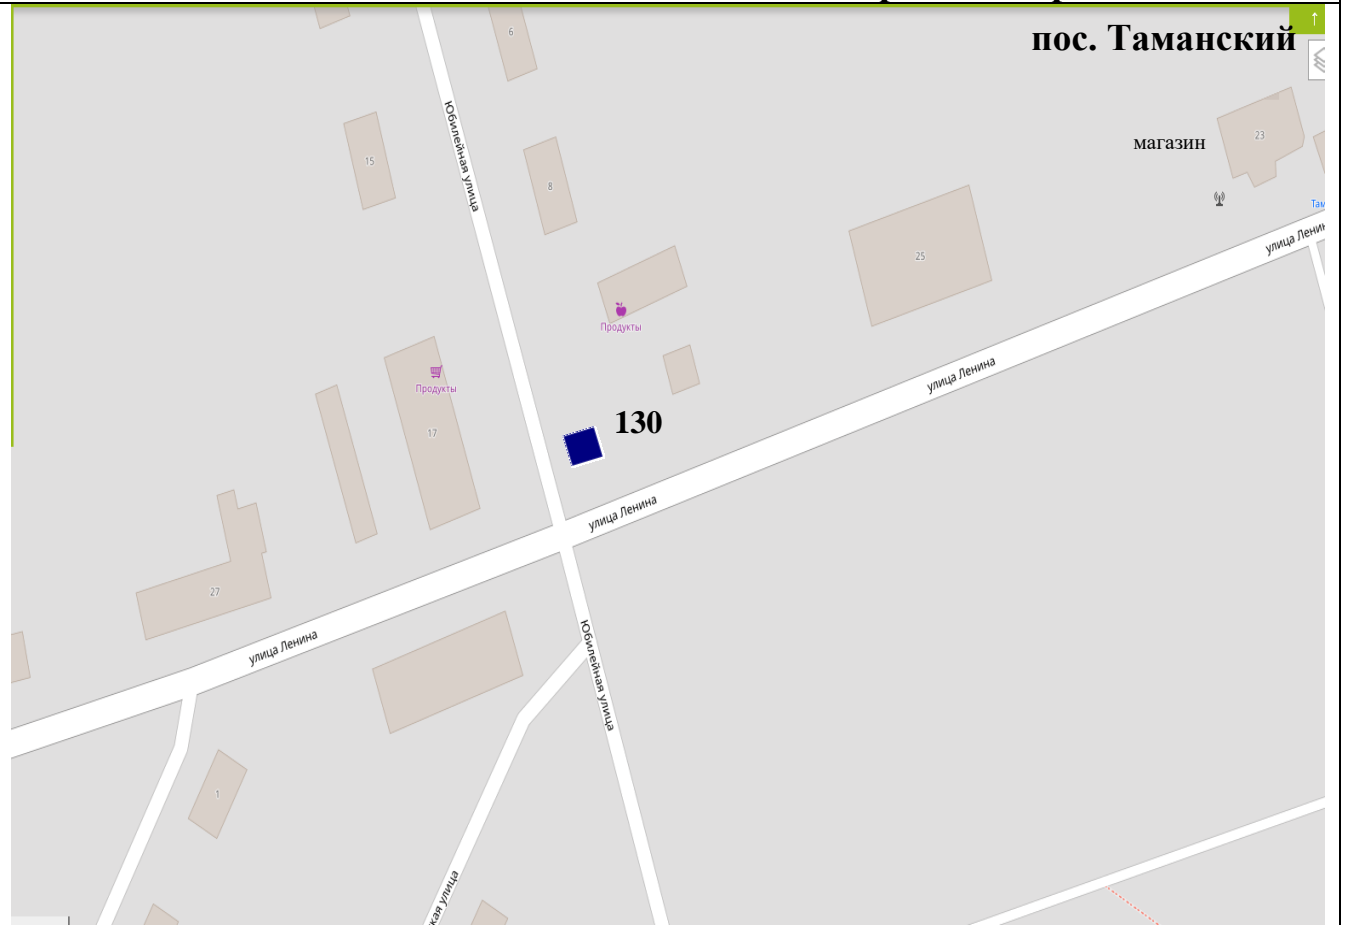 пос. Таманский
6
Юбилейная улица
15
8
магазин
23
25
улица
Продукты
Продукты
улица Ленина
17
130
улица Ленина
27
улица Ленина
Юбилейная улица
1
улица